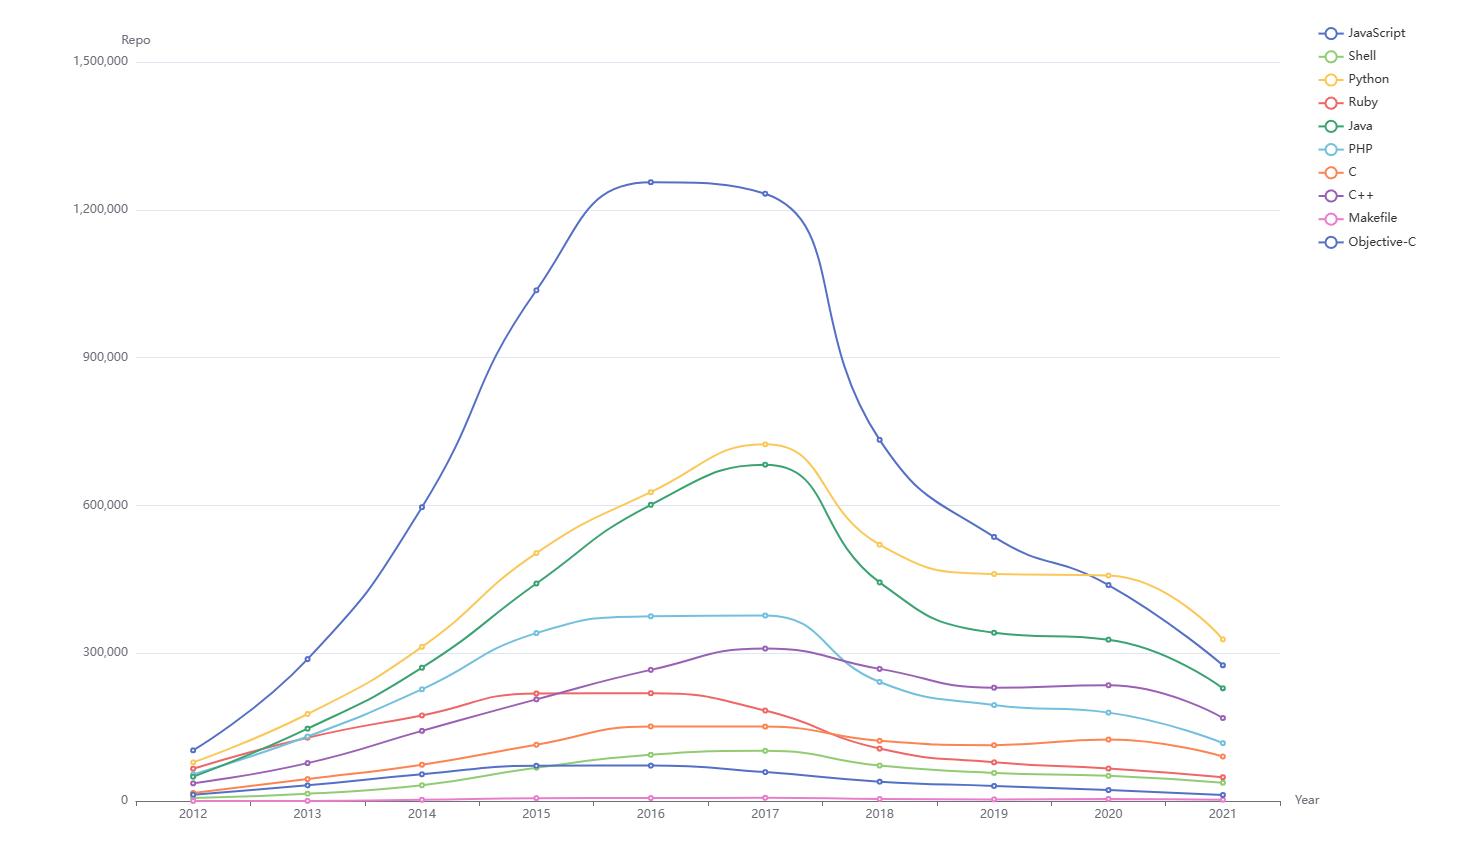 Repo
1,500,000
1,200,000
900,000
600,000
300,000
0
2012 2013 2014 2015 2016 2017 2018 2019 2020 2021
Year
JavaScript
Shell
Python
Ruby
Java
PHP
C
C++
Makefile
Objective-C